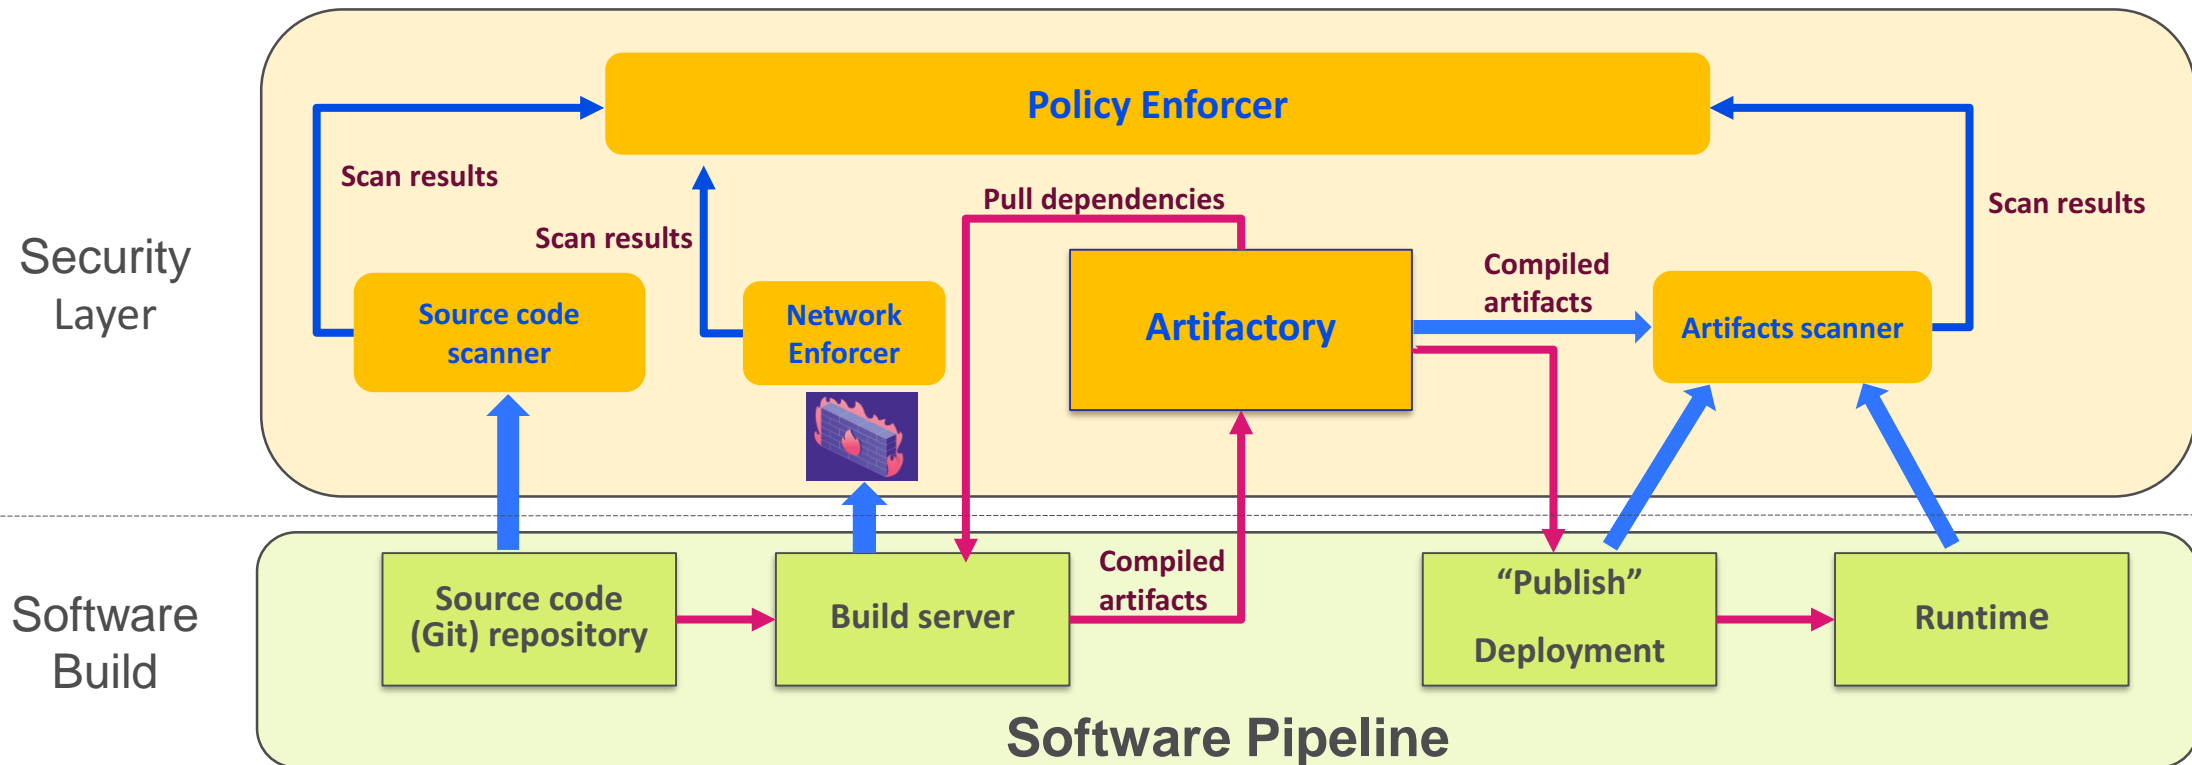 Policy Enforcer
Scan results
Scan results
Pull dependencies
Scan results
Security
Layer
Source code
scanner
Network
Enforcer
Artifactory
Compiled
artifacts
Artifacts scanner
Software
Build
Source code
(Git) repository
Build server
Compiled
artifacts
“Publish”
Deployment
Runtime
Software Pipeline